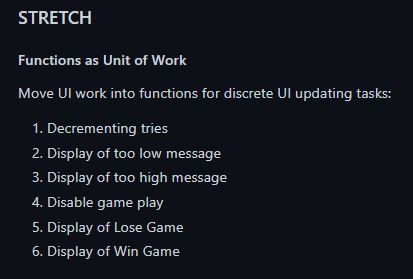 STRETCH
Functions as Unit of Work
Move UI work into functions for discrete UI updating tasks:
1. Decrementing tries
2. Display of too low message
3. Display of too high message
4. Disable game play
5. Display of Lose Game
6. Display of Win Game